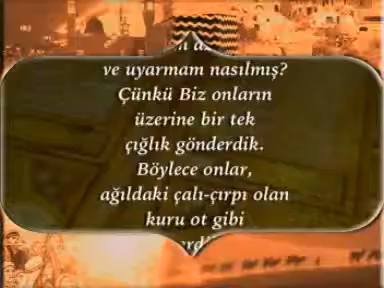 ve uyarmam nasılmış?
Çünkü Biz onların
üzerine bir tek
çığlık gönderdik.
Böylece onlar,
ağıldaki çalı-çırpı olan
kuru ot gibi